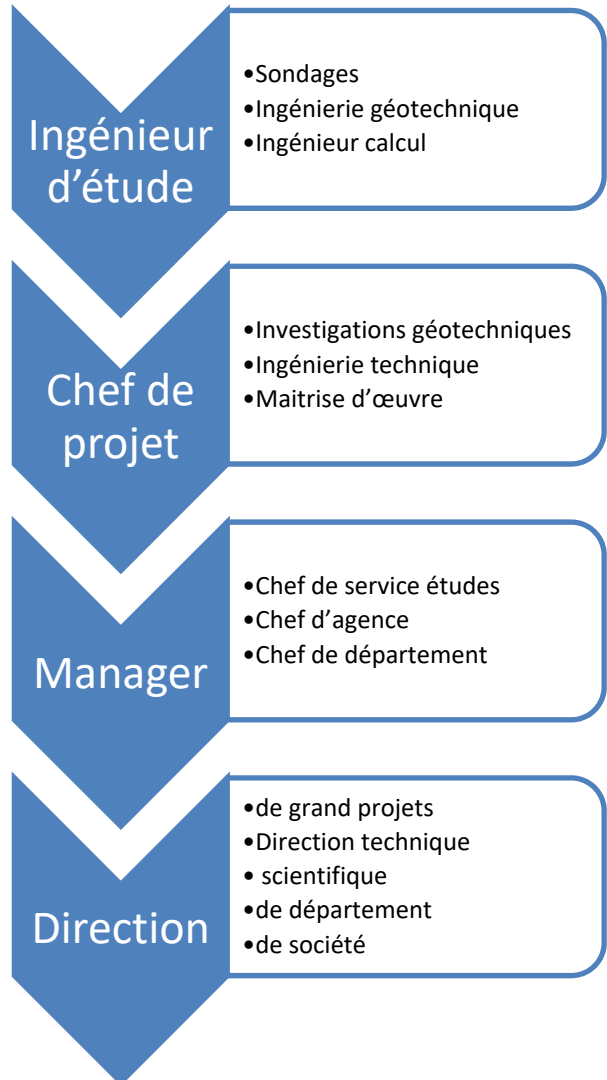 Ingénieur
d'étude
•Sondages
•Ingénierie géotechnique
•Ingénieur calcul
Chef de
projet
•Investigations géotechniques
•Ingénierie technique
•Maitrise d'œuvre
Manager
•Chef de service études
•Chef d'agence
•Chef de département
Direction
•de grand projets
•Direction technique
• scientifique
•de département
•de société